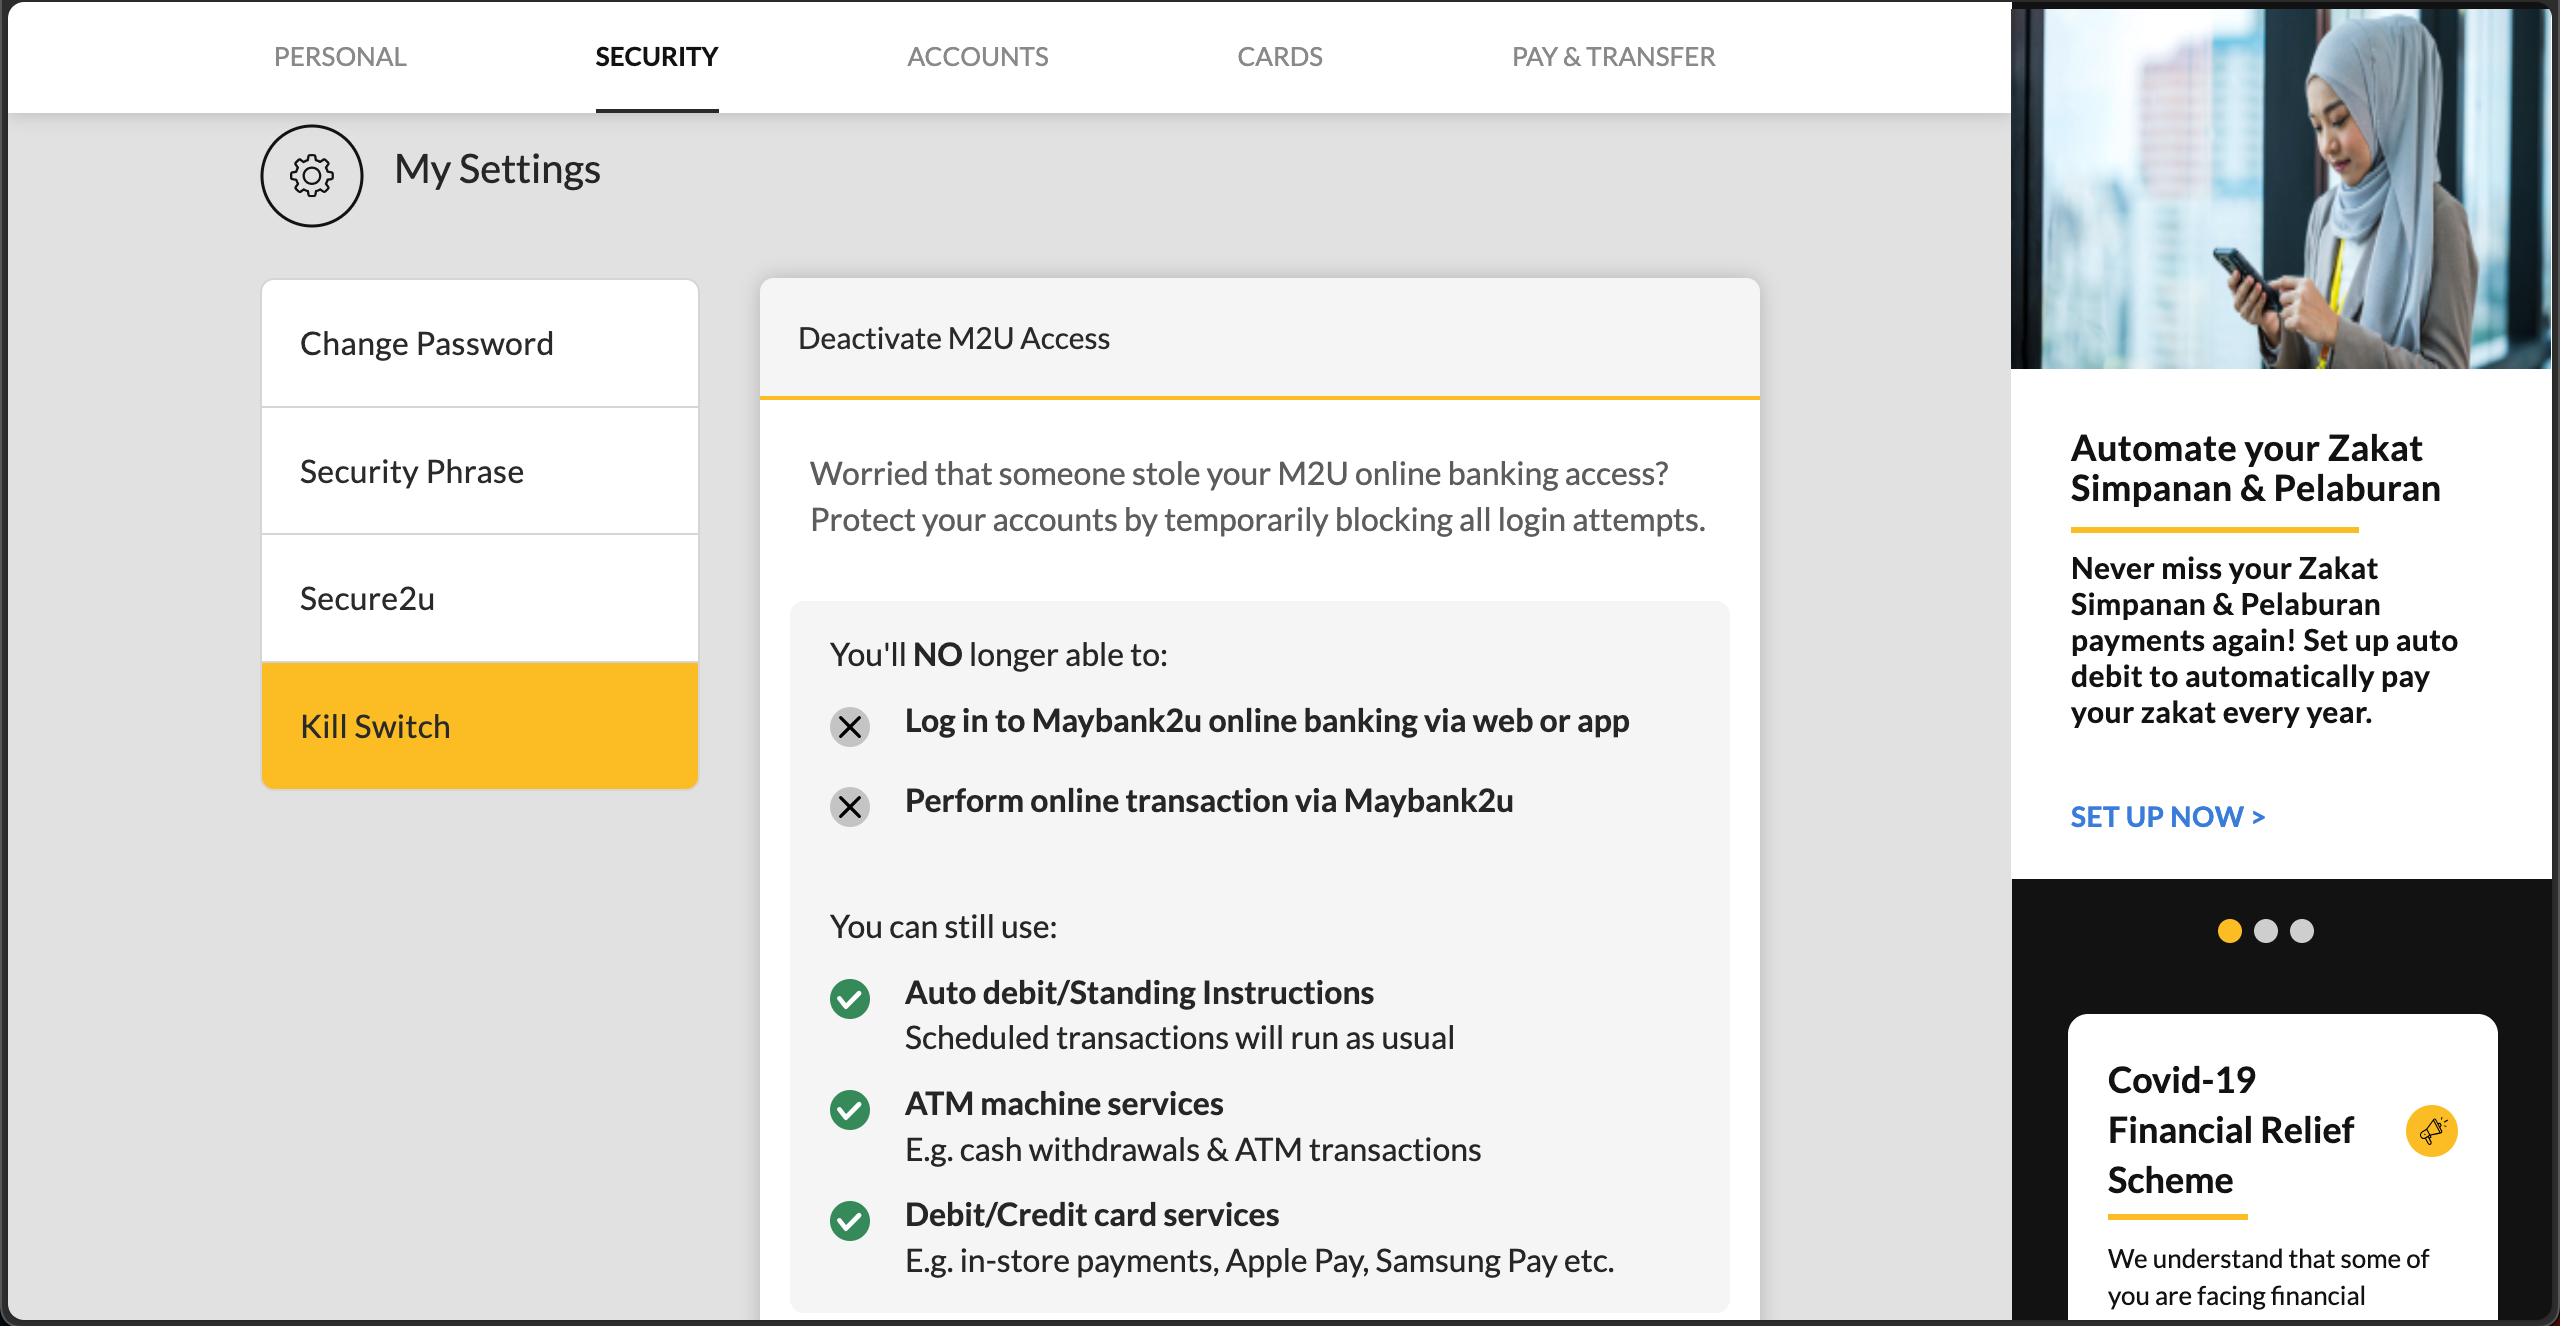 PERSONAL
SECURITY
ACCOUNTS
CARDS
PAY & TRANSFER
My Settings
Change Password
Security Phrase
Secure2u
Kill Switch
Deactivate M2U Access
Worried that someone stole your M2U online banking access?
Protect your accounts by temporarily blocking all login attempts.
You'll NO longer able to:
Log in to Maybank2u online banking via web or app
Perform online transaction via Maybank2u
You can still use:
Auto debit/Standing Instructions
Scheduled transactions will run as usual
ATM machine services
E.g. cash withdrawals & ATM transactions
Debit/Credit card services
E.g. in-store payments, Apple Pay, Samsung Pay etc.
Automate your Zakat
Simpanan & Pelaburan
Never miss your Zakat
Simpanan & Pelaburan
payments again! Set up auto
debit to automatically pay
your zakat every year.
SET UP NOW >
Covid-19
Financial Relief
Scheme
We understand that some of
you are facing financial